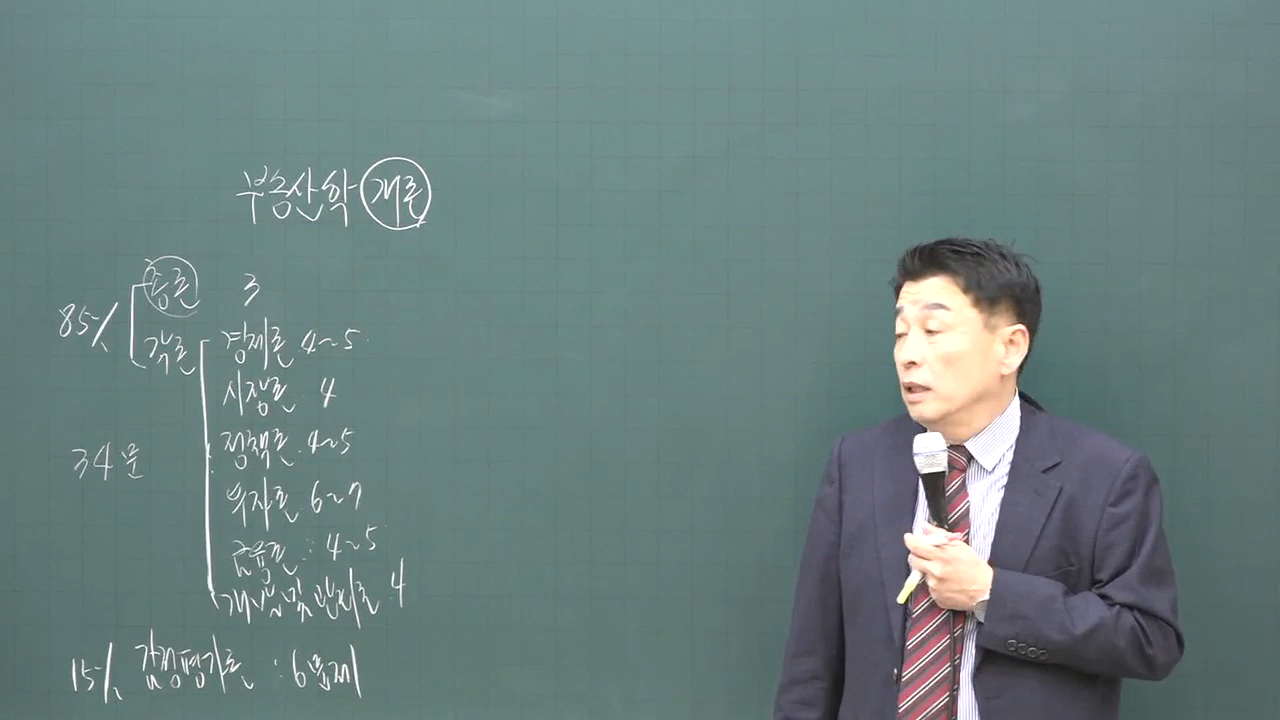 부동산학 개론
85% 총론 3
각론 경제론 4~5
시장론 4
정책론 4~5
34문
투자론 6~7
금융론 : 4~5
개발 및 관리론 4
15% 감정평가론 : 6문제